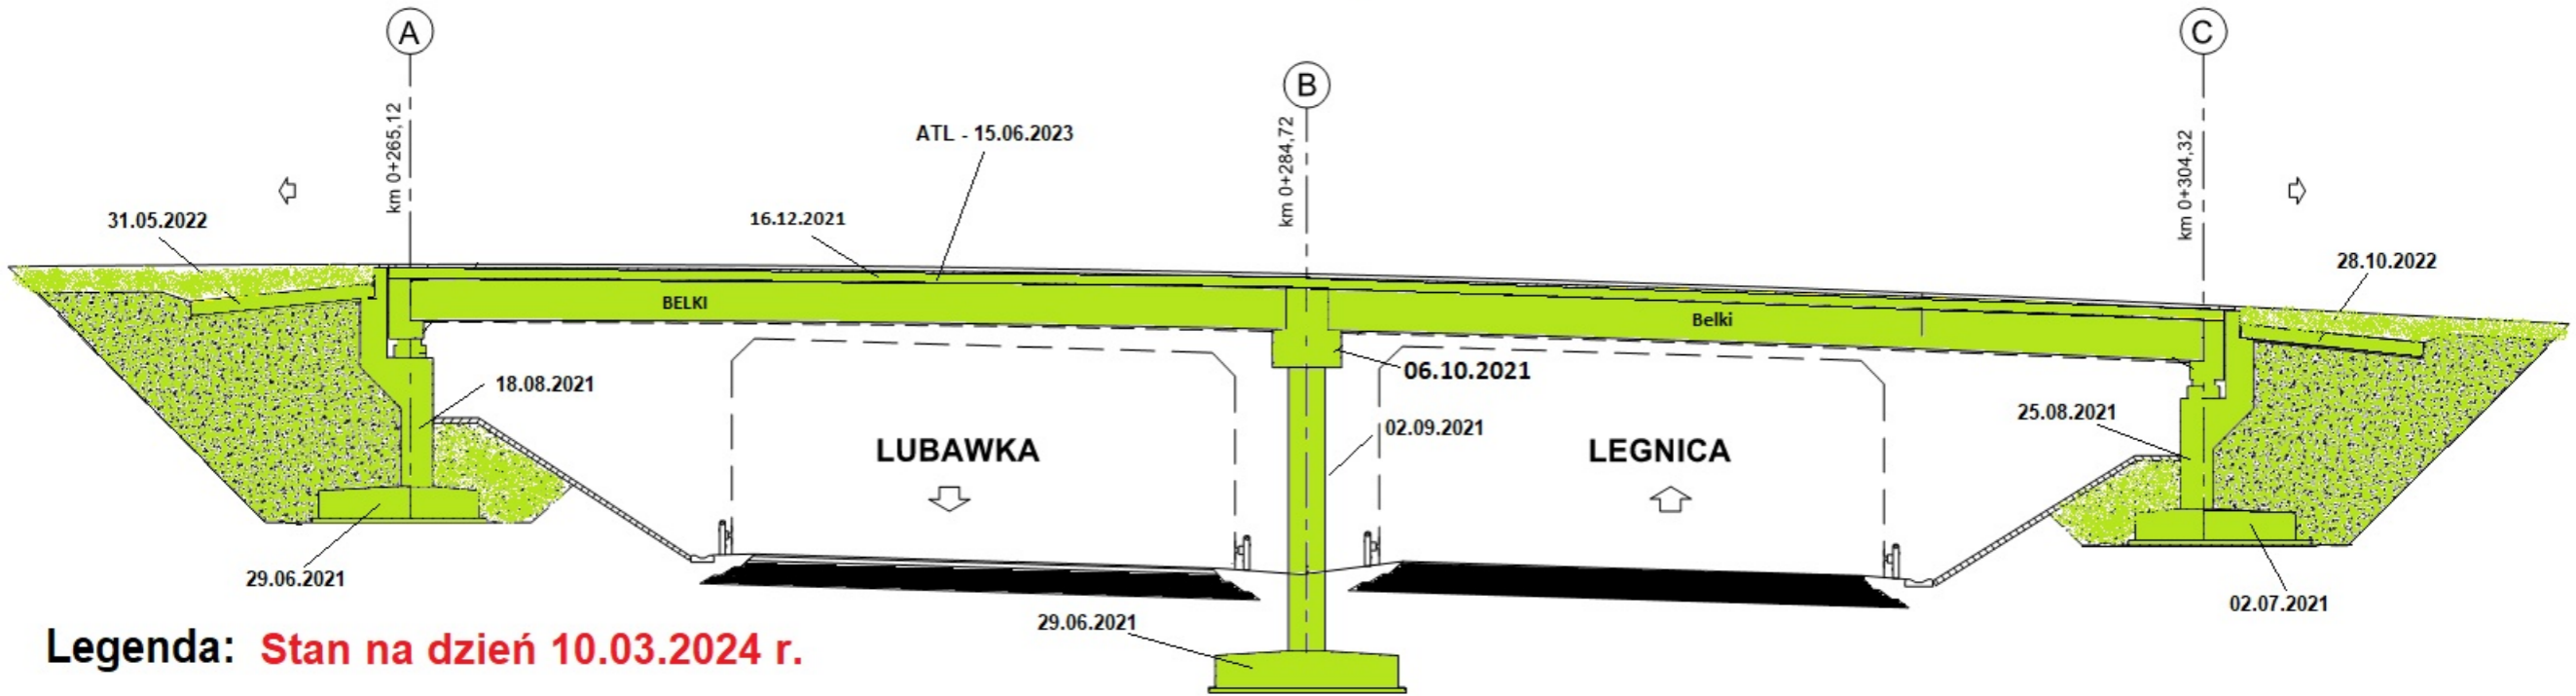 A
B
C
km 0+265,12
km 0+284,72
km 0+304,32
ATL - 15.06.2023
31.05.2022
16.12.2021
28.10.2022
BELKI
Belki
06.10.2021
18.08.2021
02.09.2021
25.08.2021
LUBAWKA
LEGNICA
29.06.2021
29.06.2021
02.07.2021
Legenda: Stan na dzień 10.03.2024 r.